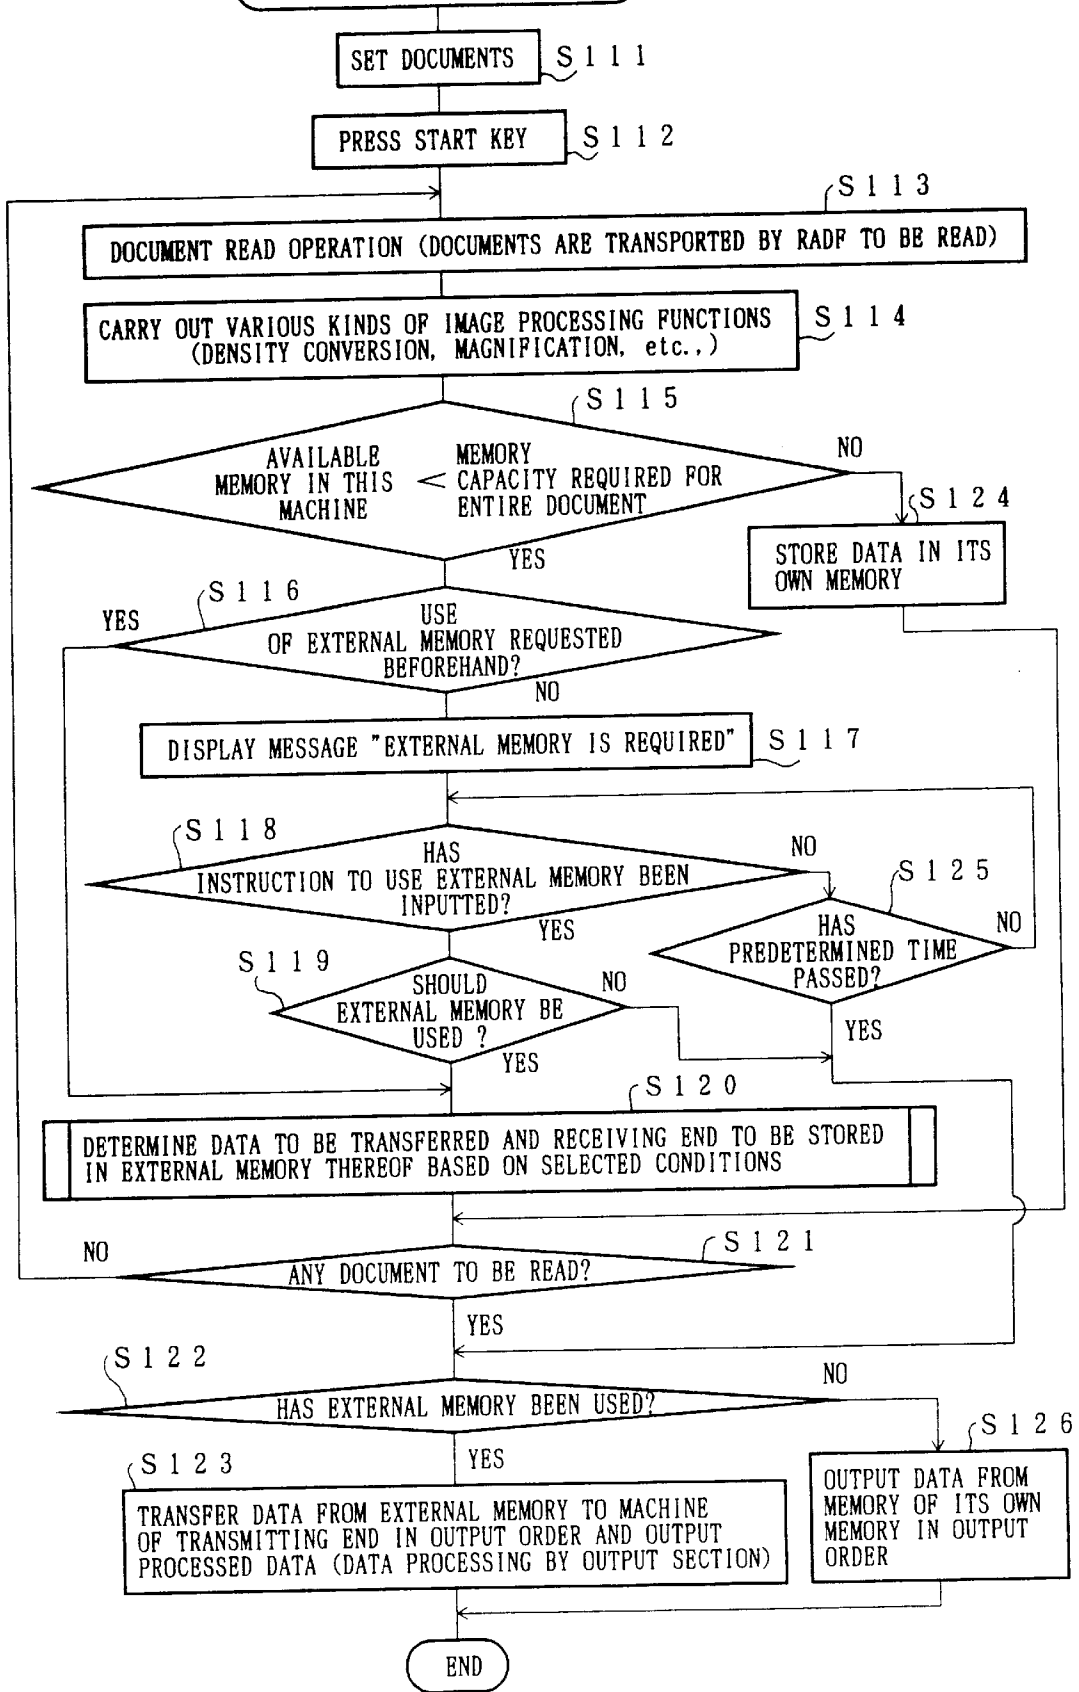 SET DOCUMENTS
S111
PRESS START KEY
S112
S113
DOCUMENT READ OPERATION (DOCUMENTS ARE TRANSPORTED BY RADF TO BE READ)
CARRY OUT VARIOUS KINDS OF IMAGE PROCESSING FUNCTIONS
(DENSITY CONVERSION, MAGNIFICATION, etc.,)
S114
S115
AVAILABLE
MEMORY IN THIS
MACHINE
<
MEMORY
CAPACITY REQUIRED FOR
ENTIRE DOCUMENT
NO
YES
S124
STORE DATA IN ITS
OWN MEMORY
S116
YES
USE
OF EXTERNAL MEMORY REQUESTED
BEFOREHAND?
NO
DISPLAY MESSAGE "EXTERNAL MEMORY IS REQUIRED"
S117
S118
HAS
INSTRUCTION TO USE EXTERNAL MEMORY BEEN
INPUTTED?
NO
YES
S125
HAS
PREDETERMINED TIME
PASSED?
NO
YES
S119
SHOULD
EXTERNAL MEMORY BE
USED ?
NO
YES
S120
DETERMINE DATA TO BE TRANSFERRED AND RECEIVING END TO BE STORED
IN EXTERNAL MEMORY THEREOF BASED ON SELECTED CONDITIONS
NO
S121
ANY DOCUMENT TO BE READ?
YES
S122
HAS EXTERNAL MEMORY BEEN USED?
NO
YES
S123
TRANSFER DATA FROM EXTERNAL MEMORY TO MACHINE
OF TRANSMITTING END IN OUTPUT ORDER AND OUTPUT
PROCESSED DATA (DATA PROCESSING BY OUTPUT SECTION)
S126
OUTPUT DATA FROM
MEMORY OF ITS OWN
MEMORY IN OUTPUT
ORDER
END